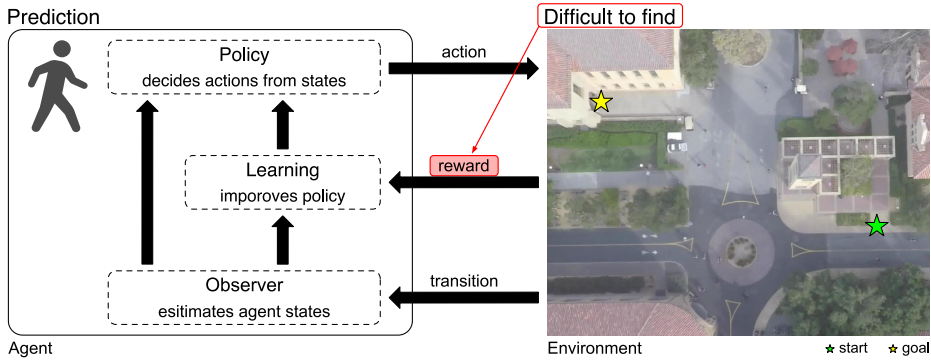 Prediction
Difficult to find
Policy
decides actions from states
action
Learning
imporoves policy
reward
Observer
esitimates agent states
transition
Agent
Environment
start
goal